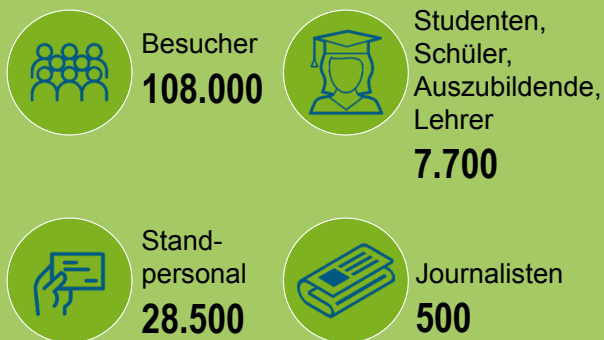 Besucher
108.000
Studenten,
Schüler,
Auszubildende,
Lehrer
7.700
Stand-
personal
28.500
Journalisten
500